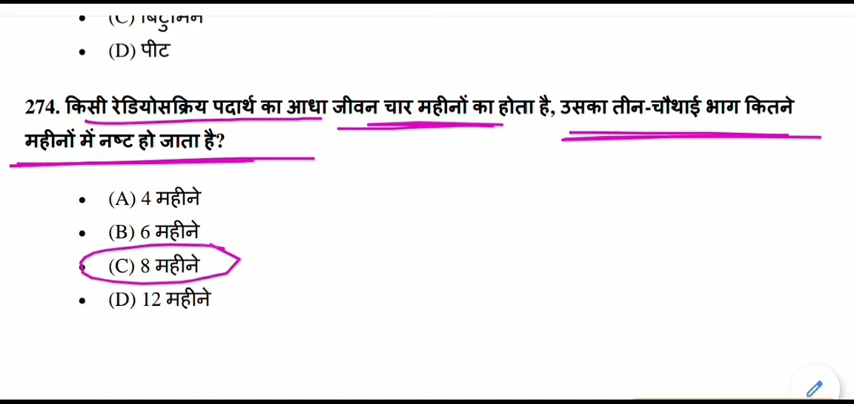 (C) बिटुमिन
(D) पीट
274. किसी रेडियोसक्रिय पदार्थ का आधा जीवन चार महीनों का होता है, उसका तीन-चौथाई भाग कितने
महीनों में नष्ट हो जाता है?
(A) 4 महीने
(B) 6 महीने
(C) 8 महीने
(D) 12 महीने